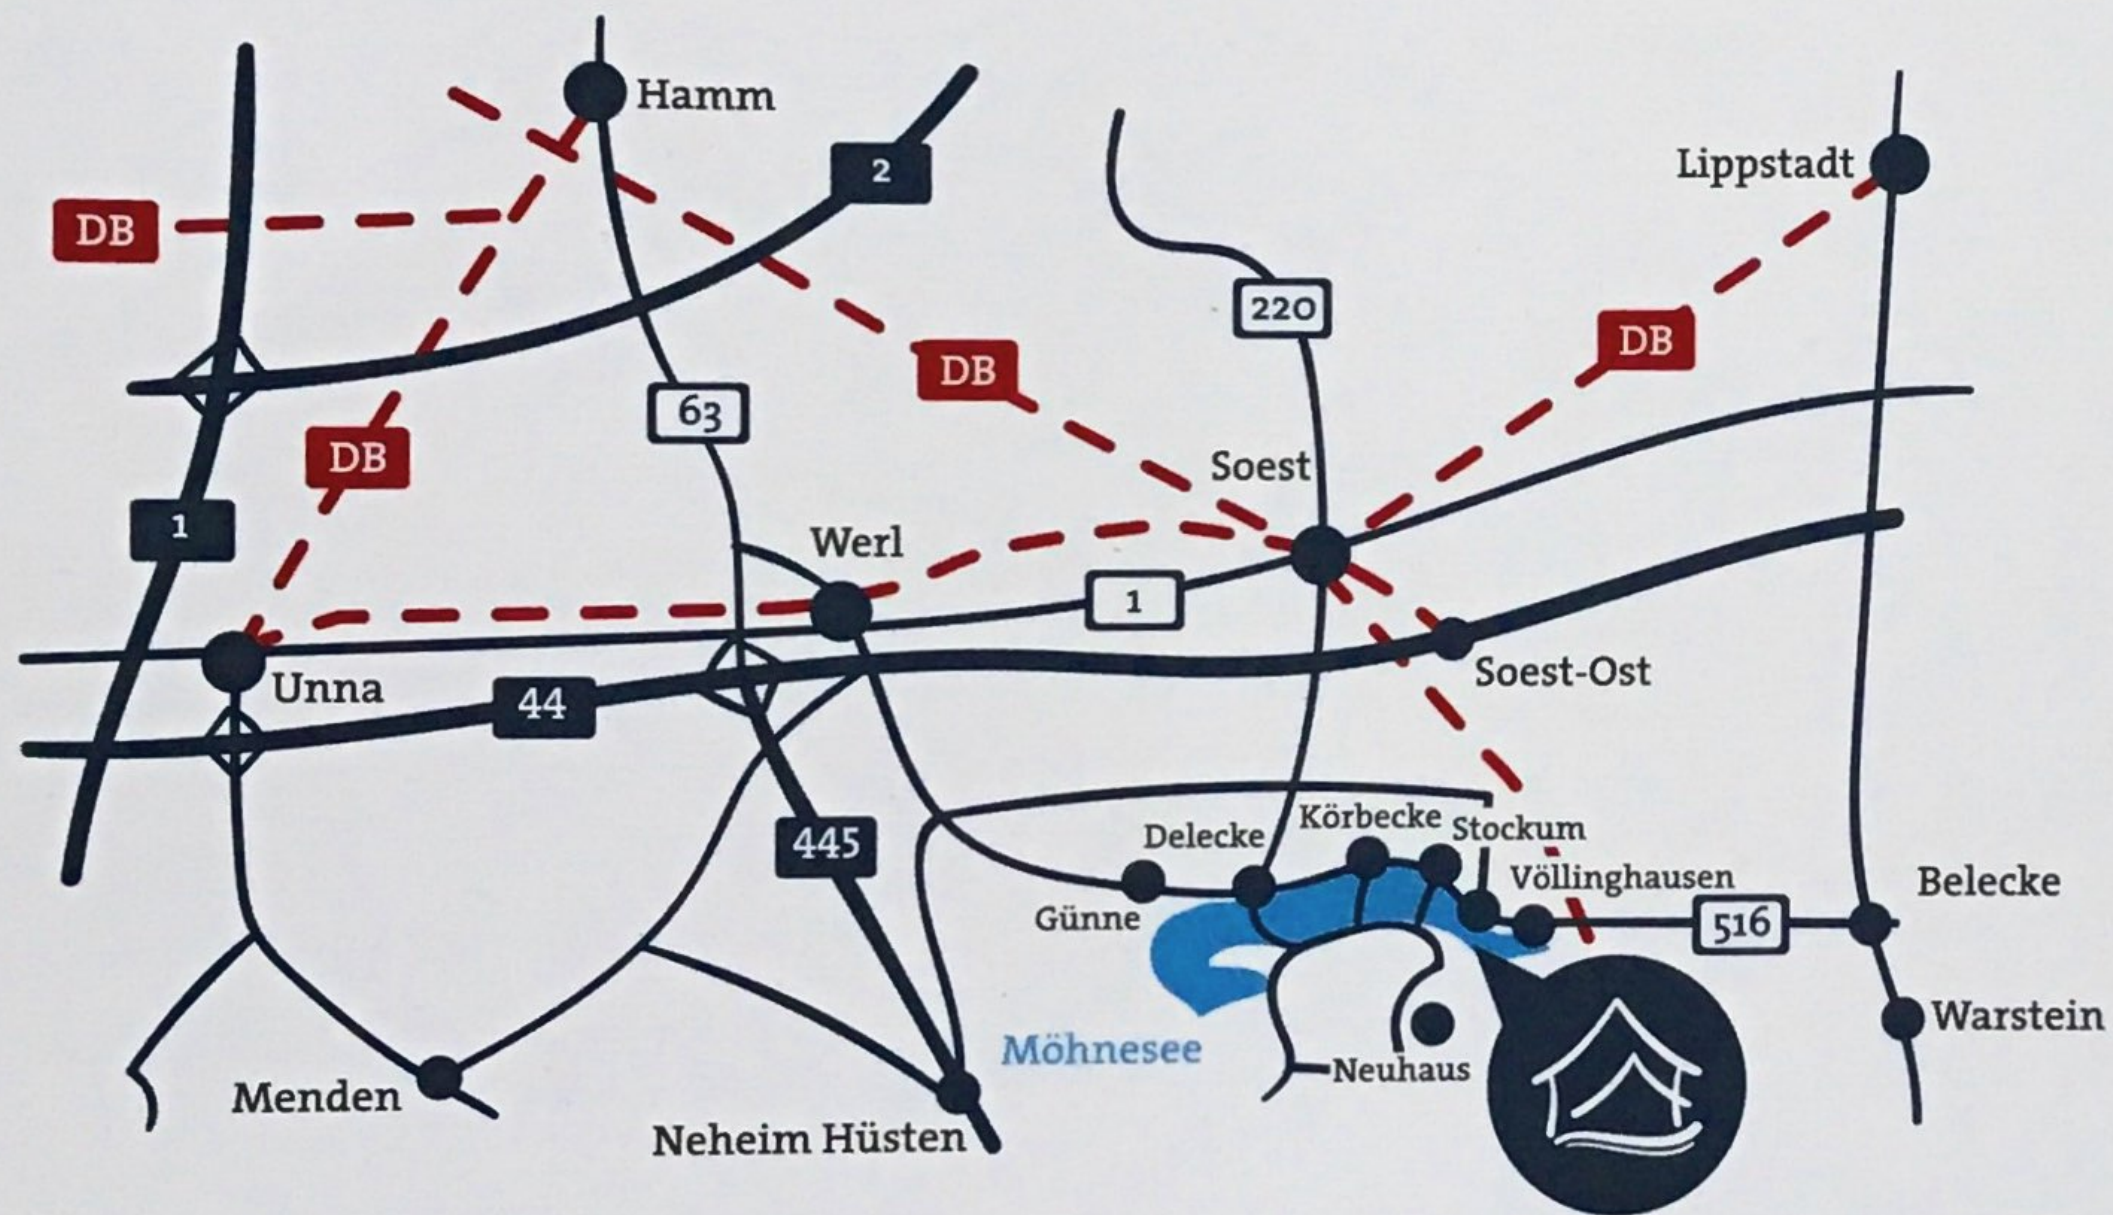 Hamm
2
Lippstadt
DB
220
DB
DB
63
DB
Soest
1
Werl
1
Soest-Ost
Unna
44
Körbecke
Stockum
Delecke
445
Völlinghausen
Belecke
Günne
516
Warstein
Möhnesee
Neuhaus
Menden
Neheim Hüsten